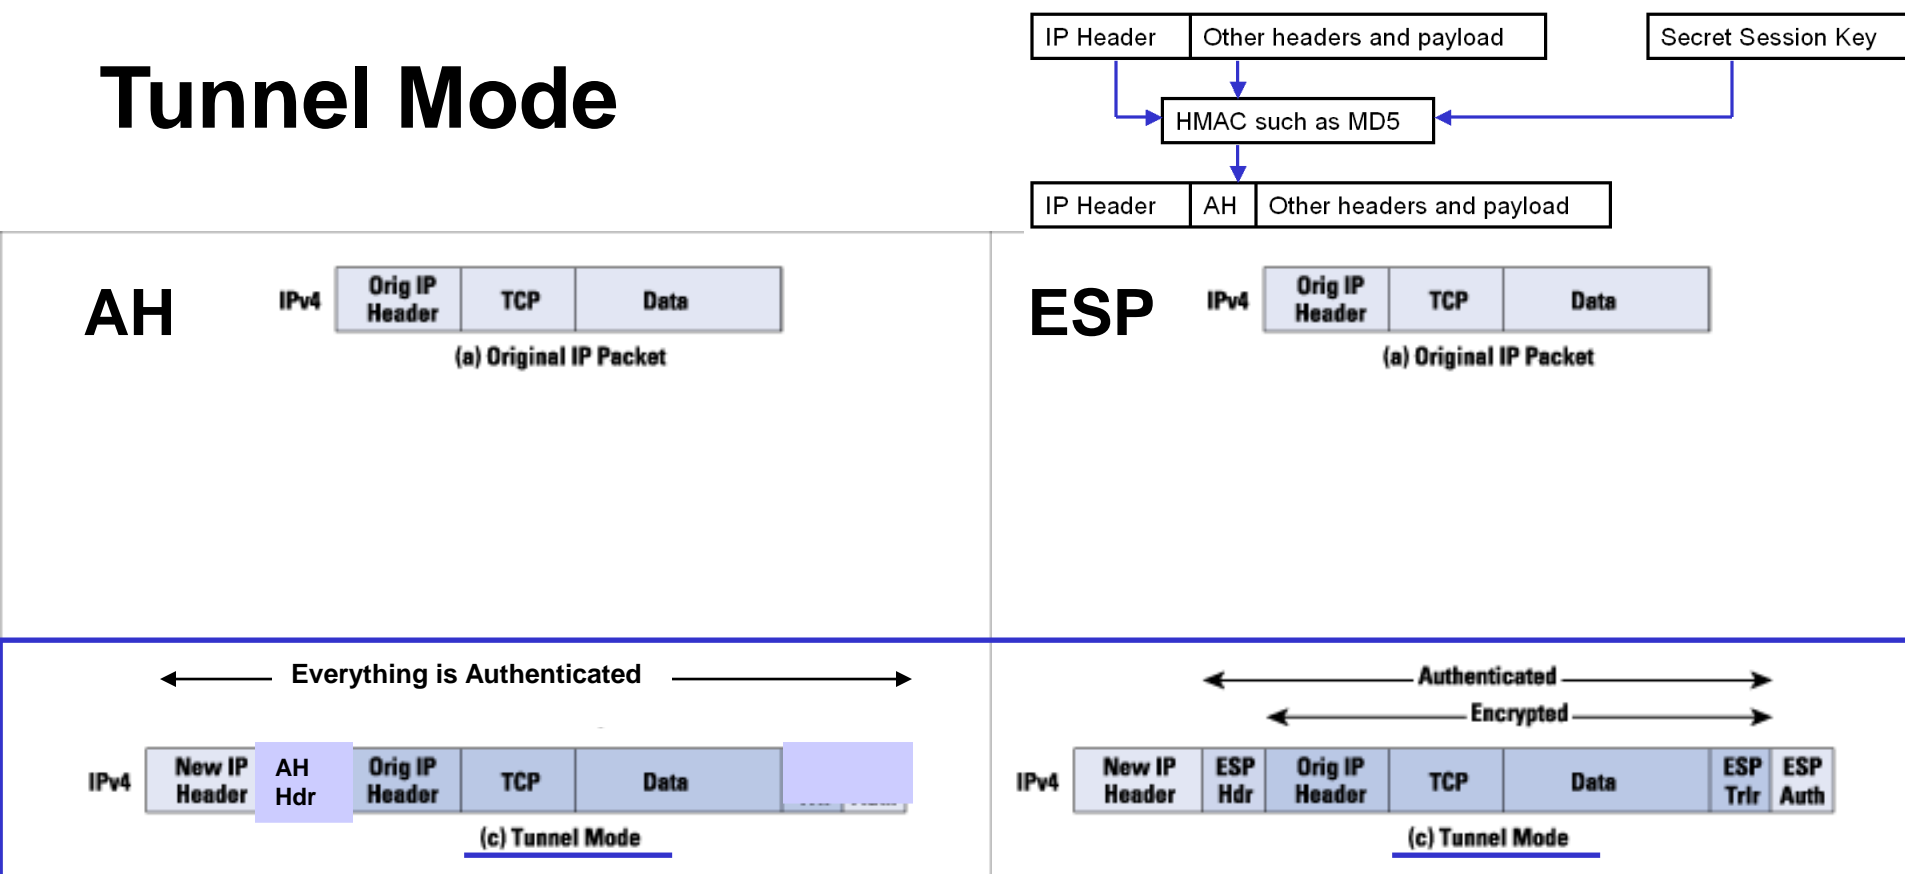 Tunnel Mode
IP Header Other headers and payload Secret Session Key
HMAC such as MD5
IP Header AH Other headers and payload
AH
IPv4 Orig IP Header TCP Data
(a) Original IP Packet
ESP
IPv4 Orig IP Header TCP Data
(a) Original IP Packet
Everything is Authenticated
IPv4 New IP Header AH Hdr Orig IP Header TCP Data
(c) Tunnel Mode
Authenticated
Encrypted
IPv4 New IP Header ESP Hdr Orig IP Header TCP Data ESP Trlr ESP Auth
(c) Tunnel Mode